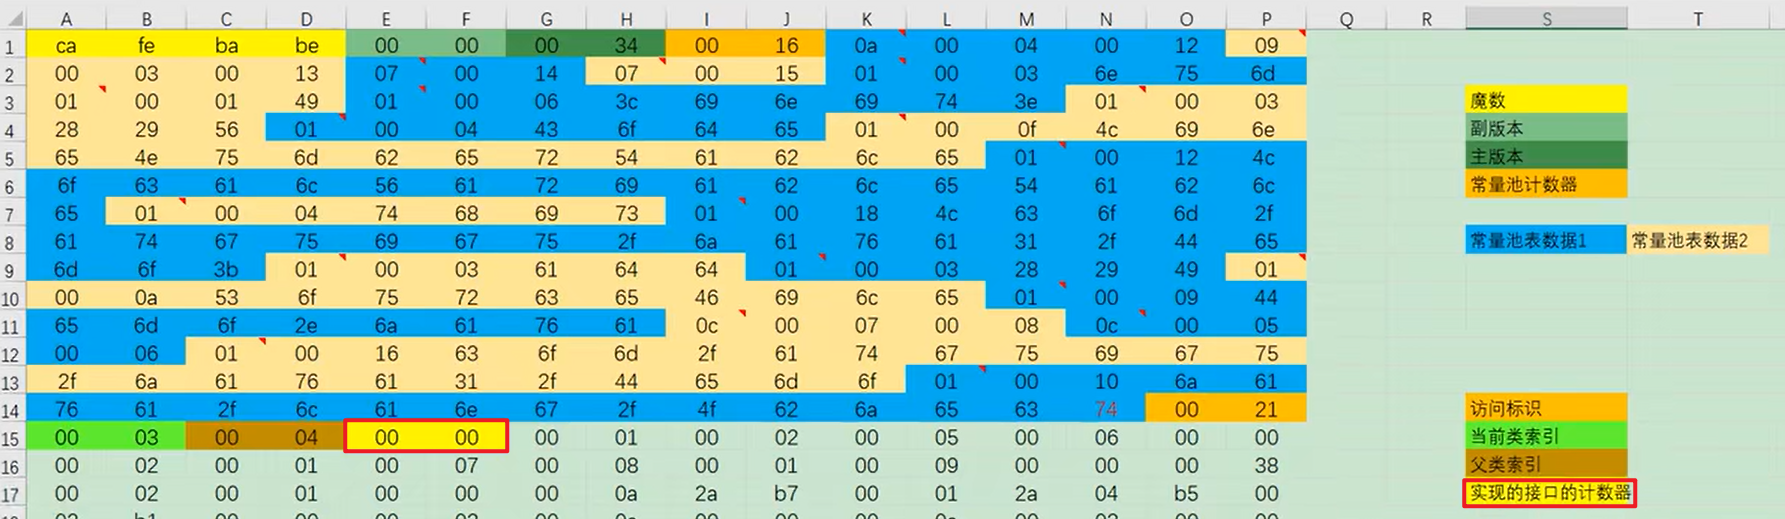 A B C D E F G H I J K L M N O P Q R S T
1 ca fe ba be 00 00 00 34 00 16 0a 00 04 00 12 09
2 00 03 00 13 07 00 14 07 00 15 01 00 03 6e 75 6d
3 01 00 01 49 01 00 06 3c 69 6e 69 74 3e 01 00 03 魔数
4 28 29 56 01 00 04 43 6f 64 65 01 00 0f 4c 69 6e 副版本
5 65 4e 75 6d 62 65 72 54 61 62 6c 65 01 00 12 4c 主版本
6 6f 63 61 6c 56 61 72 69 61 62 6c 65 54 61 62 6c 常量池计数器
7 65 01 00 04 74 68 69 73 01 00 18 4c 63 6f 6d 2f
8 61 74 67 75 69 67 75 2f 6a 61 76 61 31 2f 44 65 常量池表数据1 常量池表数据2
9 6d 6f 3b 01 00 03 61 64 64 01 00 03 28 29 49 01
10 00 0a 53 6f 75 72 63 65 46 69 6c 65 01 00 09 44
11 65 6d 6f 2e 6a 61 76 61 0c 00 07 00 08 0c 00 05
12 00 06 01 00 16 63 6f 6d 2f 61 74 67 75 69 67 75
13 2f 6a 61 76 61 31 2f 44 65 6d 6f 01 00 10 6a 61
14 76 61 2f 6c 61 6e 67 2f 4f 62 6a 65 63 74 00 21 访问标识
15 00 03 00 04 00 00 00 01 00 02 00 05 00 06 00 00 当前类索引
16 00 02 00 01 00 07 00 08 00 01 00 09 00 00 00 38 父类索引
17 00 02 00 01 00 00 00 0a 2a b7 00 01 2a 04 b5 00 实现的接口的计数器